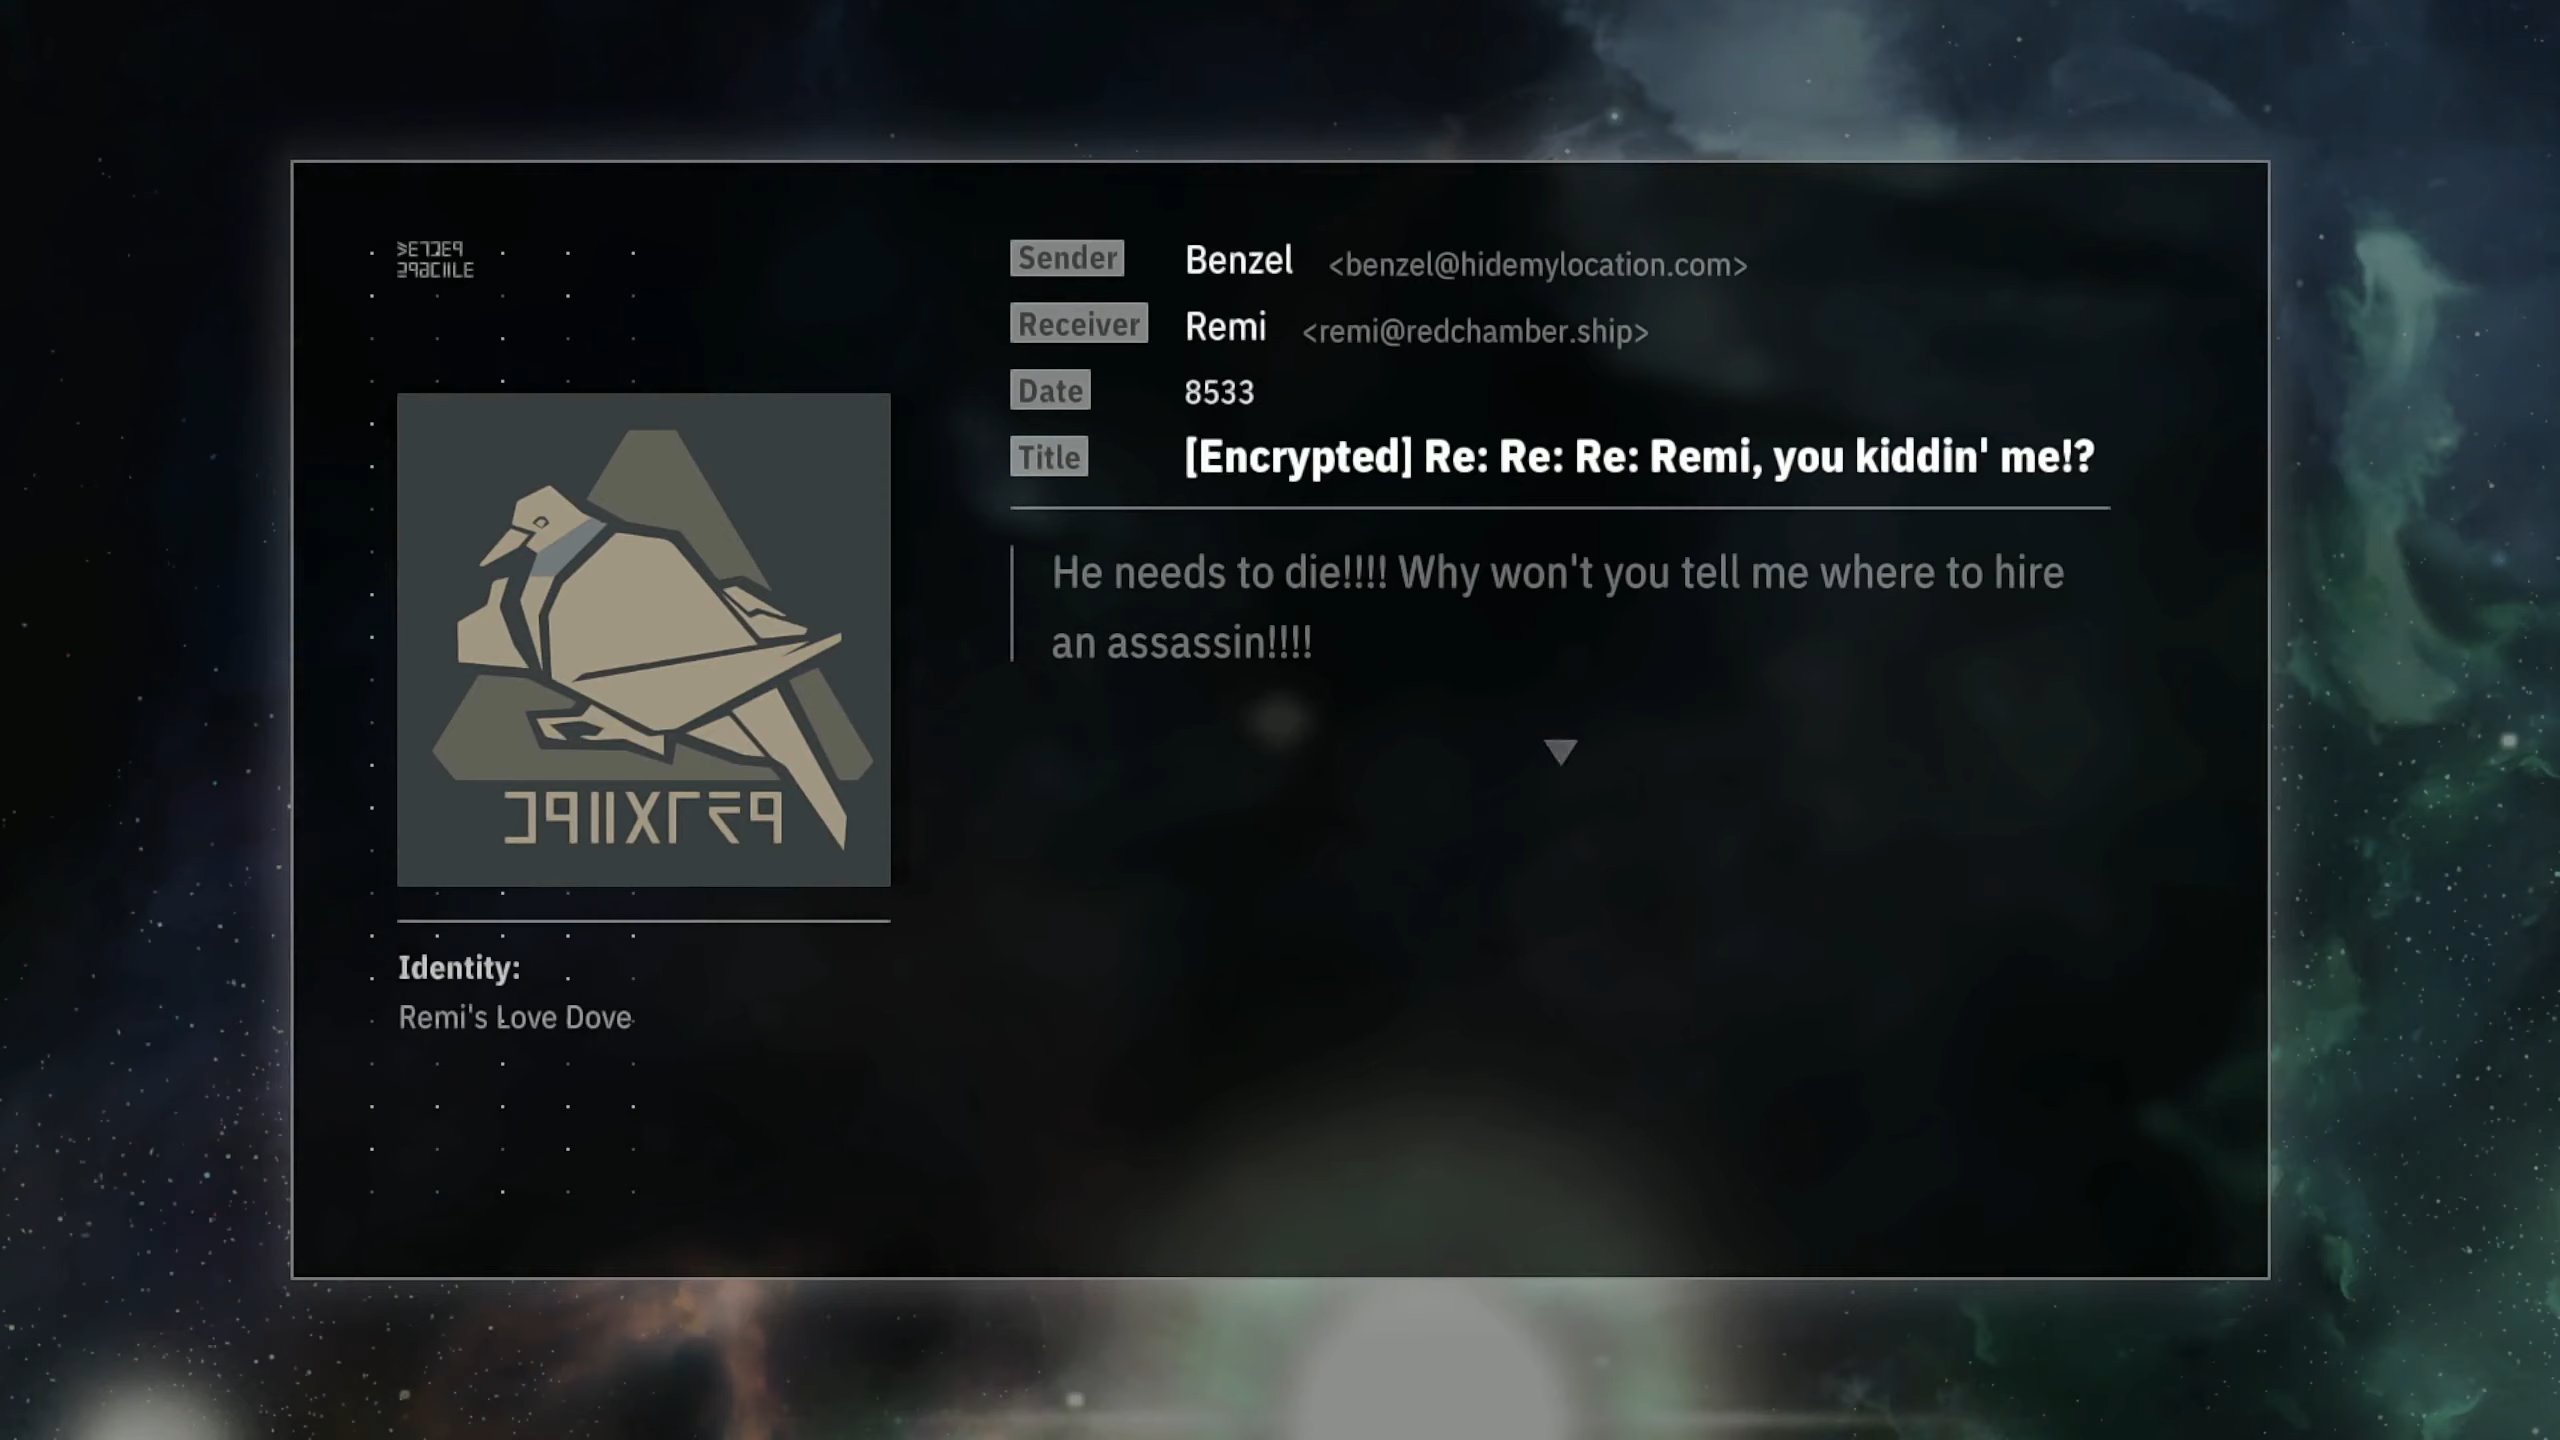 Sender Benzel <benzel@hidemylocation.com>
Receiver Remi <remi@redchamber.ship>
Date 8533
Title [Encrypted] Re: Re: Re: Remi, you kiddin' me!?
He needs to die!!!! Why won't you tell me where to hire
an assassin!!!!
Identity:
Remi's Love Dove